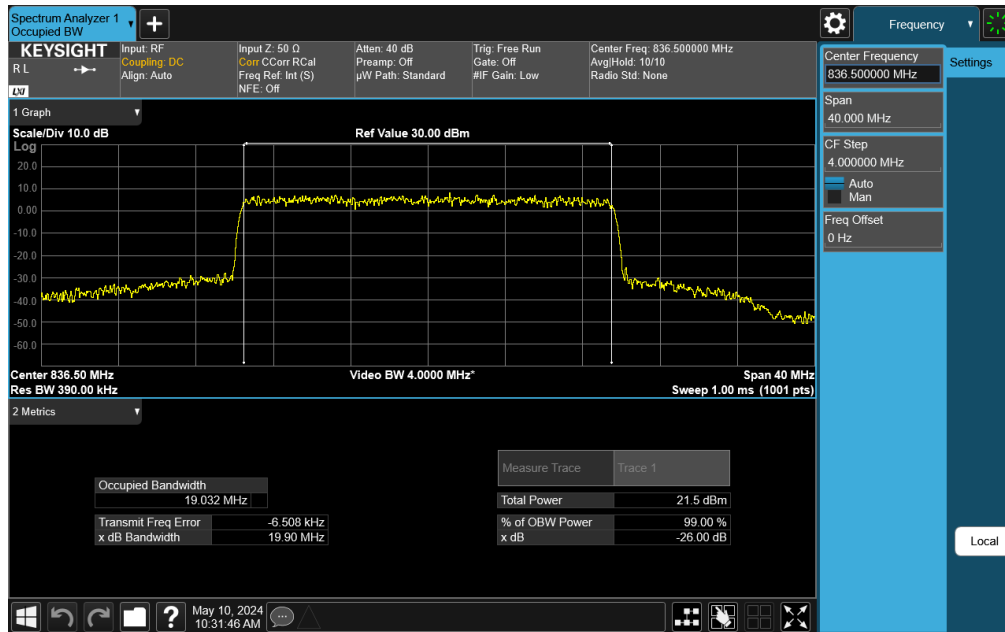 Spectrum Analyzer 1
Occupied BW
Frequency
KEYSIGHT
R L
LXI
Input: RF
Coupling: DC
Align: Auto
Input Z: 50 Ω
Corr CCorr RCal
Freq Ref: Int (S)
NFE: Off
Atten: 40 dB
Preamp: Off
µW Path: Standard
Trig: Free Run
Gate: Off
#IF Gain: Low
Center Freq: 836.500000 MHz
Avg|Hold: 10/10
Radio Std: None
Center Frequency
836.500000 MHz
Settings
Span
40.000 MHz
CF Step
4.000000 MHz
Auto
Man
Freq Offset
0 Hz
Local
1 Graph
Scale/Div 10.0 dB
Ref Value 30.00 dBm
Log
20.0
10.0
0.00
-10.0
-20.0
-30.0
-40.0
-50.0
-60.0
Center 836.50 MHz
Video BW 4.0000 MHz*
Span 40 MHz
Res BW 390.00 kHz
Sweep 1.00 ms (1001 pts)
2 Metrics
Measure Trace
Trace 1
Occupied Bandwidth
19.032 MHz
Total Power
21.5 dBm
Transmit Freq Error
-6.508 kHz
% of OBW Power
99.00 %
x dB Bandwidth
19.90 MHz
x dB
-26.00 dB
?
May 10, 2024
10:31:46 AM